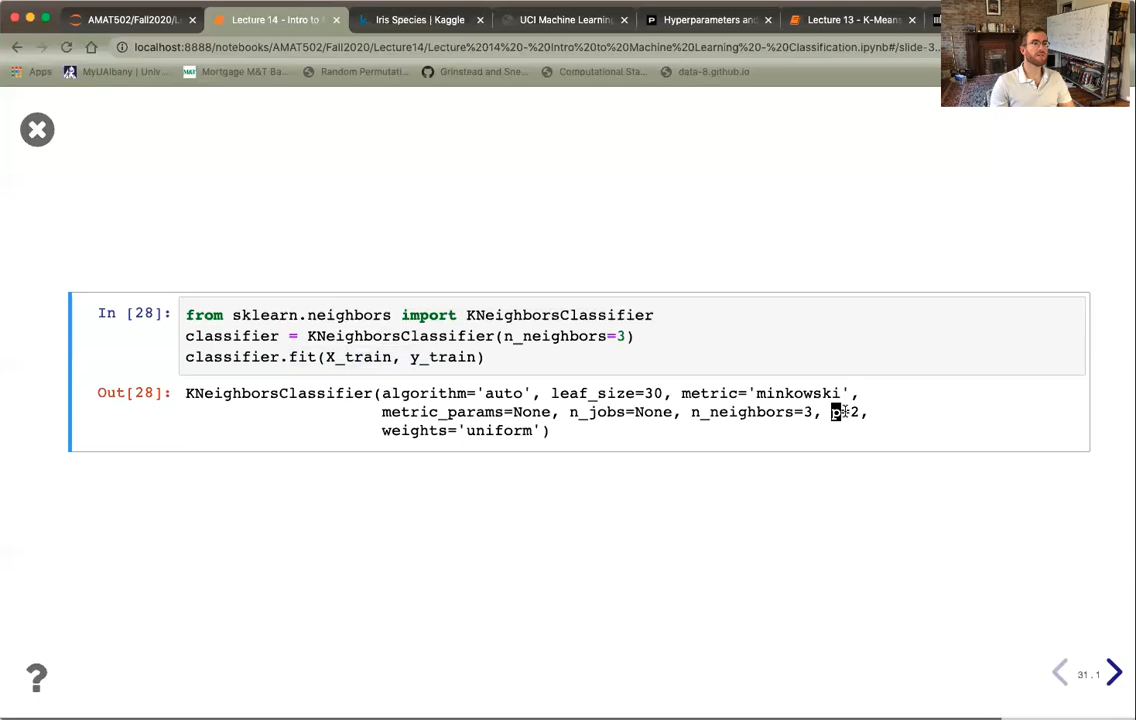 AMAT502/Fall2020/L
Lecture 14 - Intro to
Iris Species | Kaggle
UCI Machine Learning
Hyperparameters and
Lecture 13 - K-Means
localhost:8888/notebooks/AMAT502/Fall2020/Lecture14/Lecture%2014%20-%20Intro%20to%20Machine%20Learning%20-%20Classification.ipynb#/slide-3...
Apps
MyUAlbany | Univ...
M&T
Mortgage M&T Ba...
Random Permutati...
Grinstead and Sne...
Computational Sta...
data-8.github.io
In [28]:
from sklearn.neighbors import KNeighborsClassifier
classifier = KNeighborsClassifier(n_neighbors=3)
classifier.fit(X_train, y_train)
Out[28]:
KNeighborsClassifier(algorithm='auto', leaf_size=30, metric='minkowski',
metric_params=None, n_jobs=None, n_neighbors=3, p=2,
weights='uniform')
?
31.1